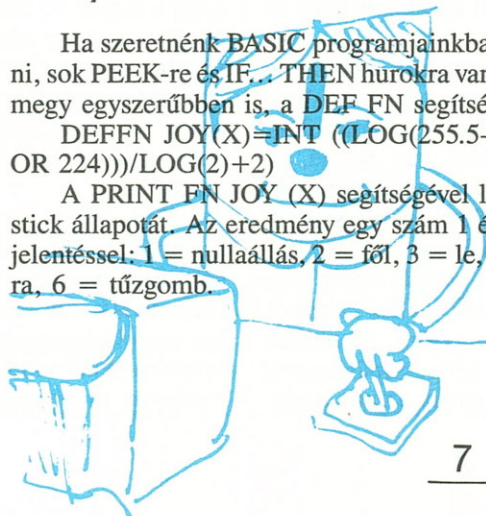 Ha szeretnénk BASIC programjainkba
ni, sok PEEK-re és IF... THEN hurokra var
megy egyszerűbben is, a DEF FN segítsé
DEFFN JOY(X)=INT ((LOG(255.5-
OR 224)))/LOG(2)+2)
A PRINT FN JOY (X) segítségével l
stick állapotát. Az eredmény egy szám 1 é
jelentéssel: 1 = nullaállás, 2 = föl, 3 = le,
ra, 6 = tűzgomb.
7